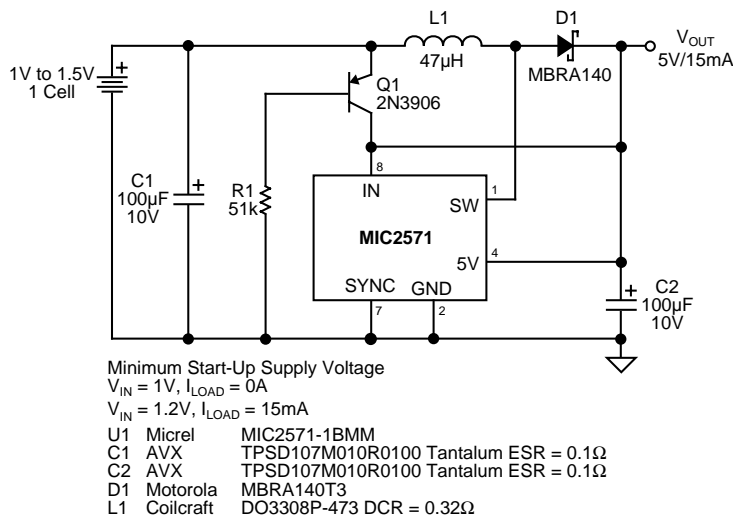 L1
D1
47µH
MBRA140
VOUT
5V/15mA
1V to 1.5V
1 Cell
+
Q1
2N3906
C1
100µF
10V
+
R1
51k
8
IN
1
SW
MIC2571
5V
4
SYNC
GND
7
2
C2
100µF
10V
+
Minimum Start-Up Supply Voltage
VIN = 1V, ILOAD = 0A
VIN = 1.2V, ILOAD = 15mA
U1 Micrel MIC2571-1BMM
C1 AVX TPSD107M010R0100 Tantalum ESR = 0.1Ω
C2 AVX TPSD107M010R0100 Tantalum ESR = 0.1Ω
D1 Motorola MBRA140T3
L1 Coilcraft DO3308P-473 DCR = 0.32Ω